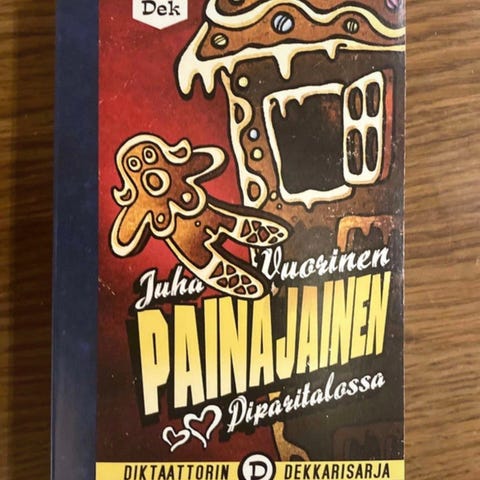 Dek
Juha Vuorinen
PAINAJAINEN
Piparitalossa
DIKTAATTORIN D DEKKARISARJA